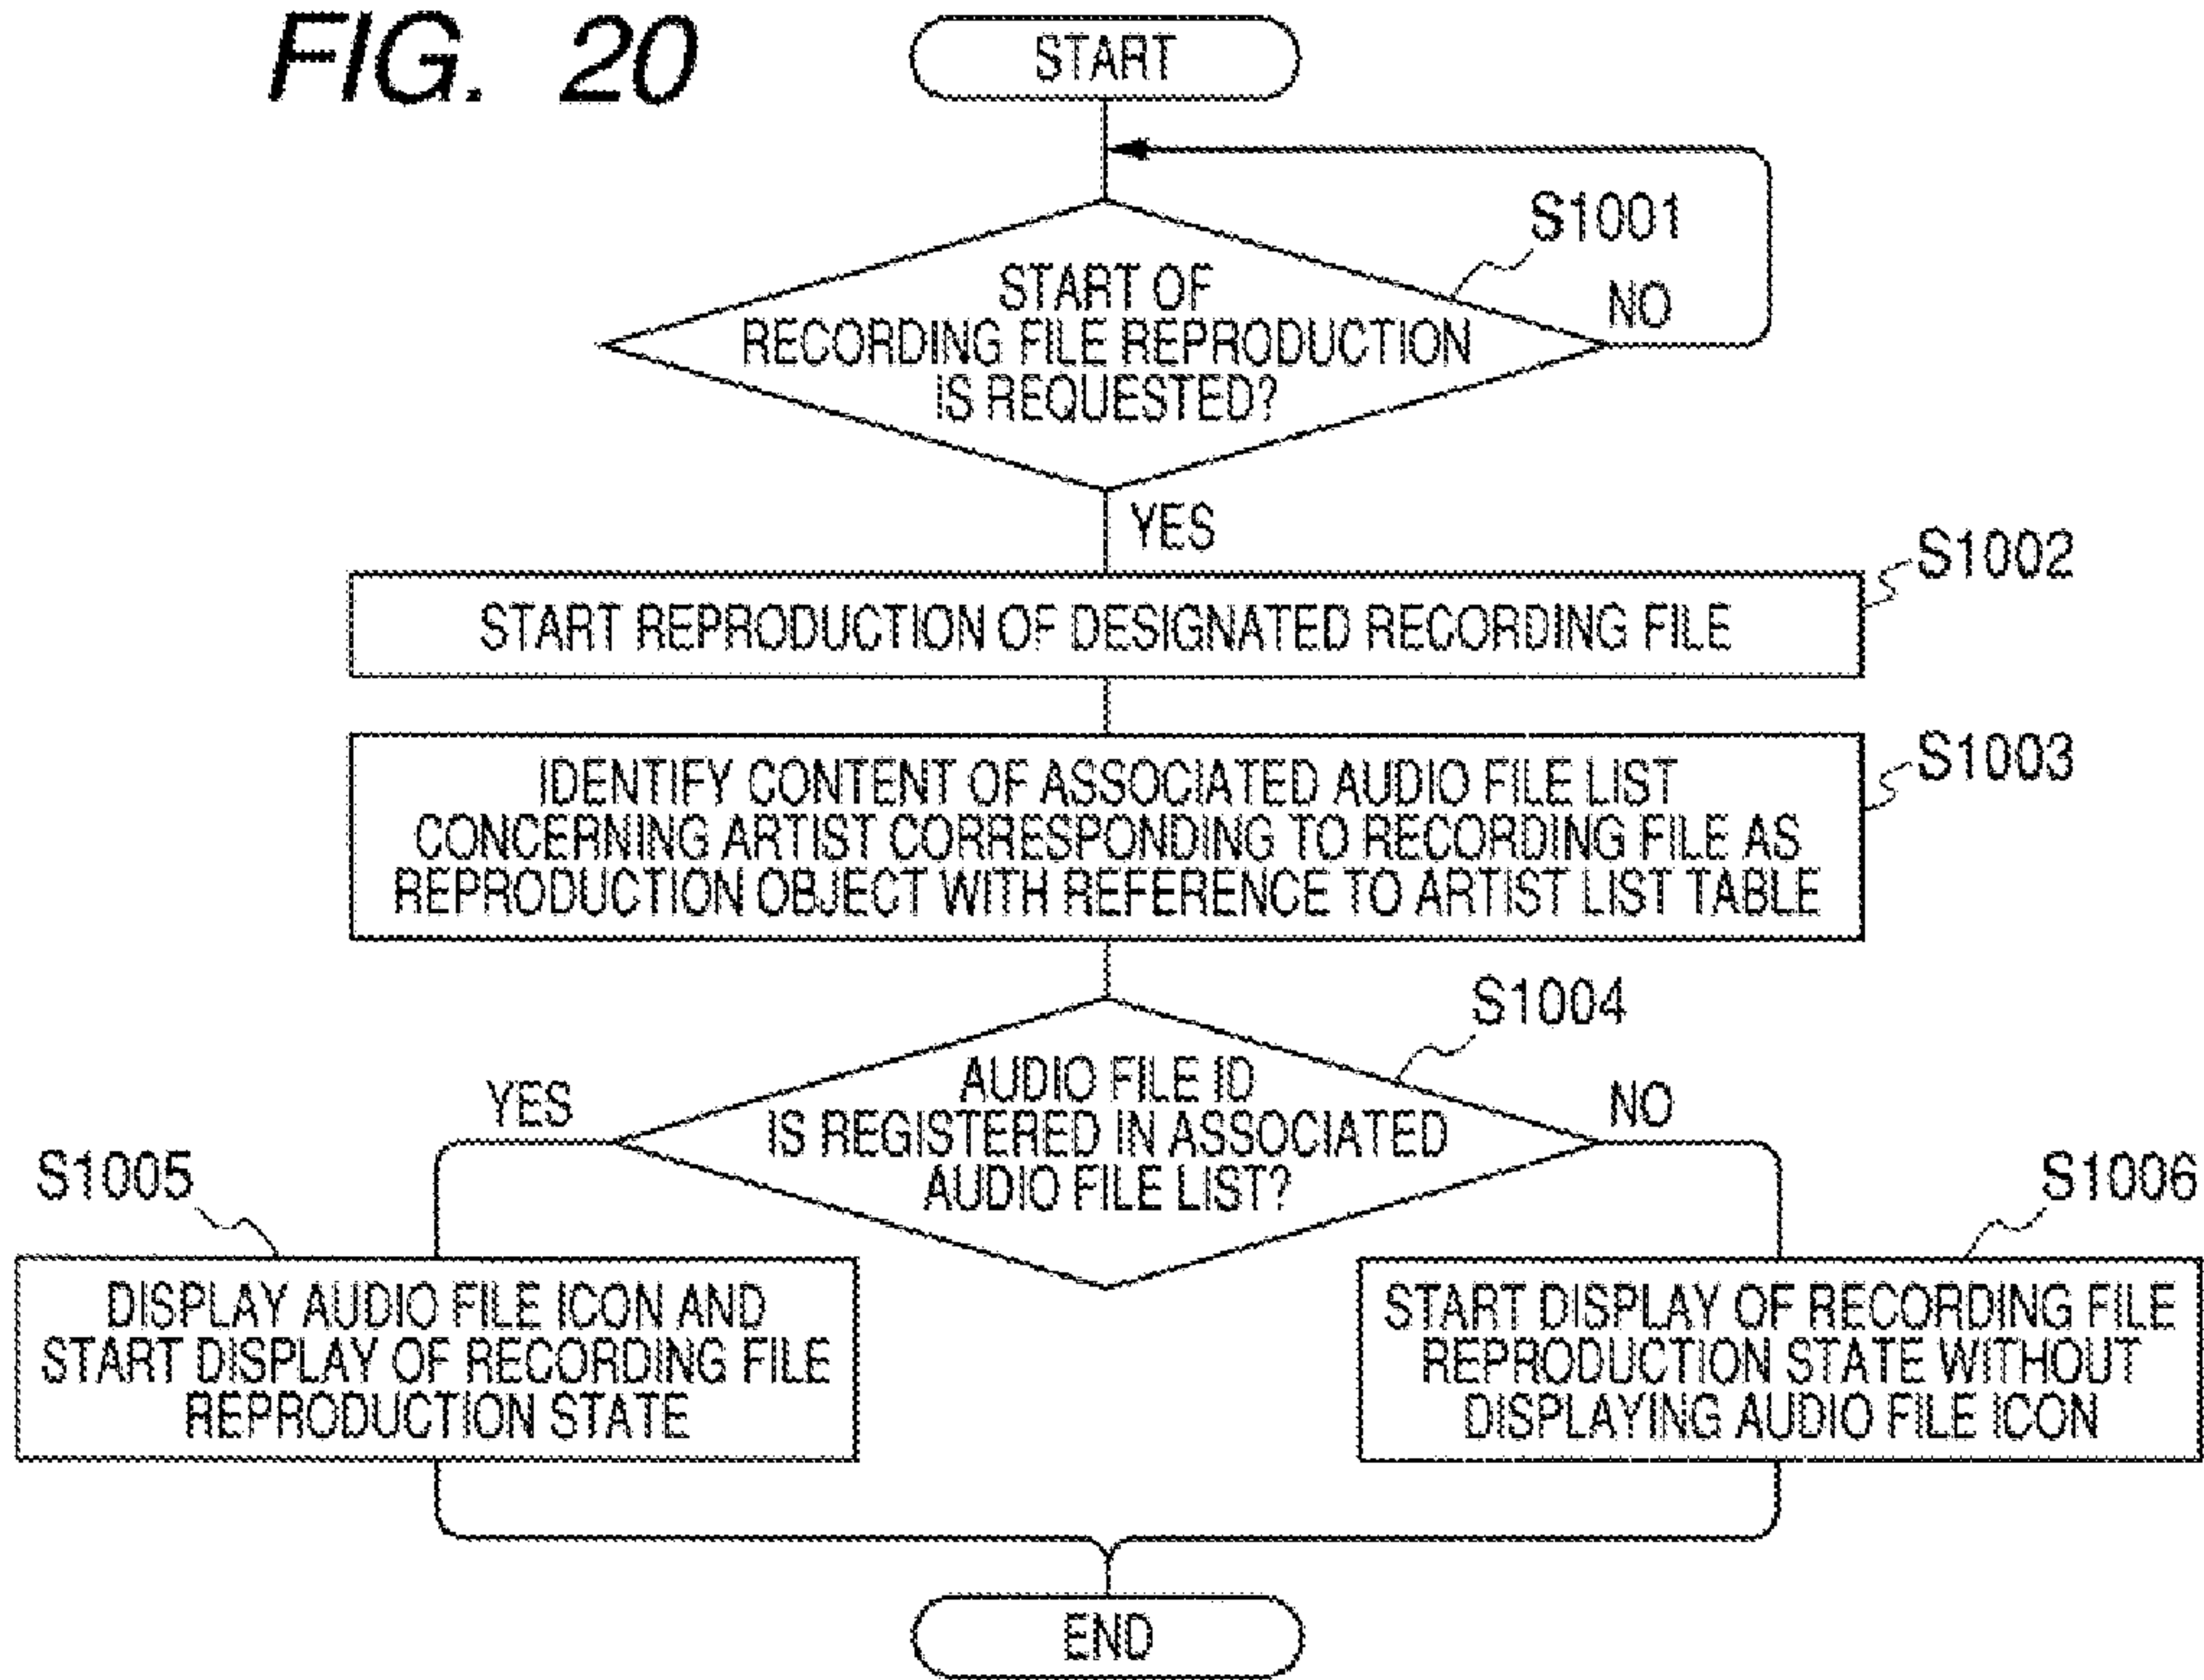 FIG. 20
START
S1001
START OF
RECORDING FILE REPRODUCTION
IS REQUESTED?
NO
YES
S1002
START REPRODUCTION OF DESIGNATED RECORDING FILE
S1003
IDENTIFY CONTENT OF ASSOCIATED AUDIO FILE LIST
CONCERNING ARTIST CORRESPONDING TO RECORDING FILE AS
REPRODUCTION OBJECT WITH REFERENCE TO ARTIST LIST TABLE
S1004
AUDIO FILE ID
IS REGISTERED IN ASSOCIATED
AUDIO FILE LIST?
YES
NO
S1005
DISPLAY AUDIO FILE ICON AND
START DISPLAY OF RECORDING FILE
REPRODUCTION STATE
S1006
START DISPLAY OF RECORDING FILE
REPRODUCTION STATE WITHOUT
DISPLAYING AUDIO FILE ICON
END